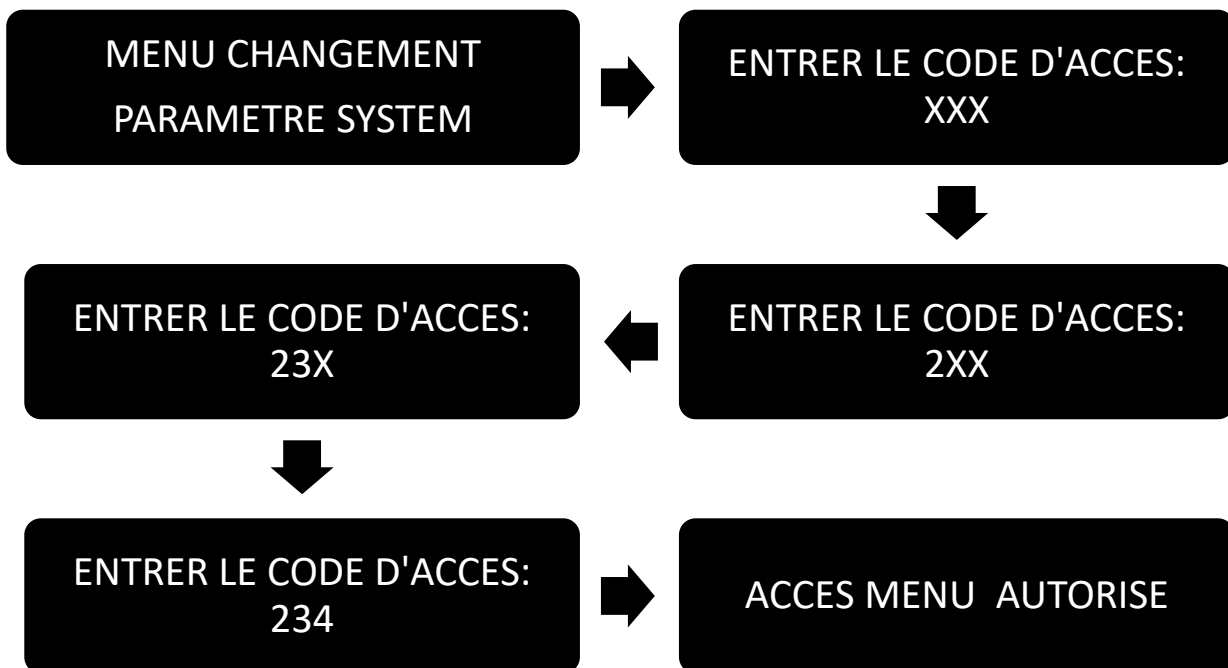 MENU CHANGEMENT
PARAMETRE SYSTEM
ENTRER LE CODE D'ACCES:
XXX
ENTRER LE CODE D'ACCES:
2XX
ENTRER LE CODE D'ACCES:
23X
ENTRER LE CODE D'ACCES:
234
ACCES MENU  AUTORISE